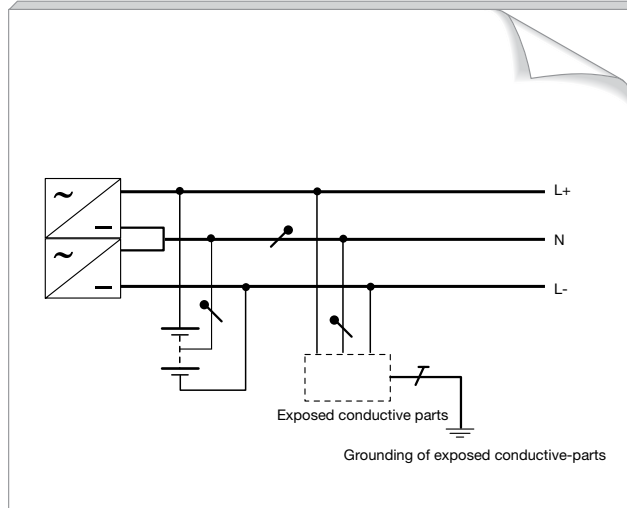 L+
N
L-
Exposed conductive parts
Grounding of exposed conductive-parts